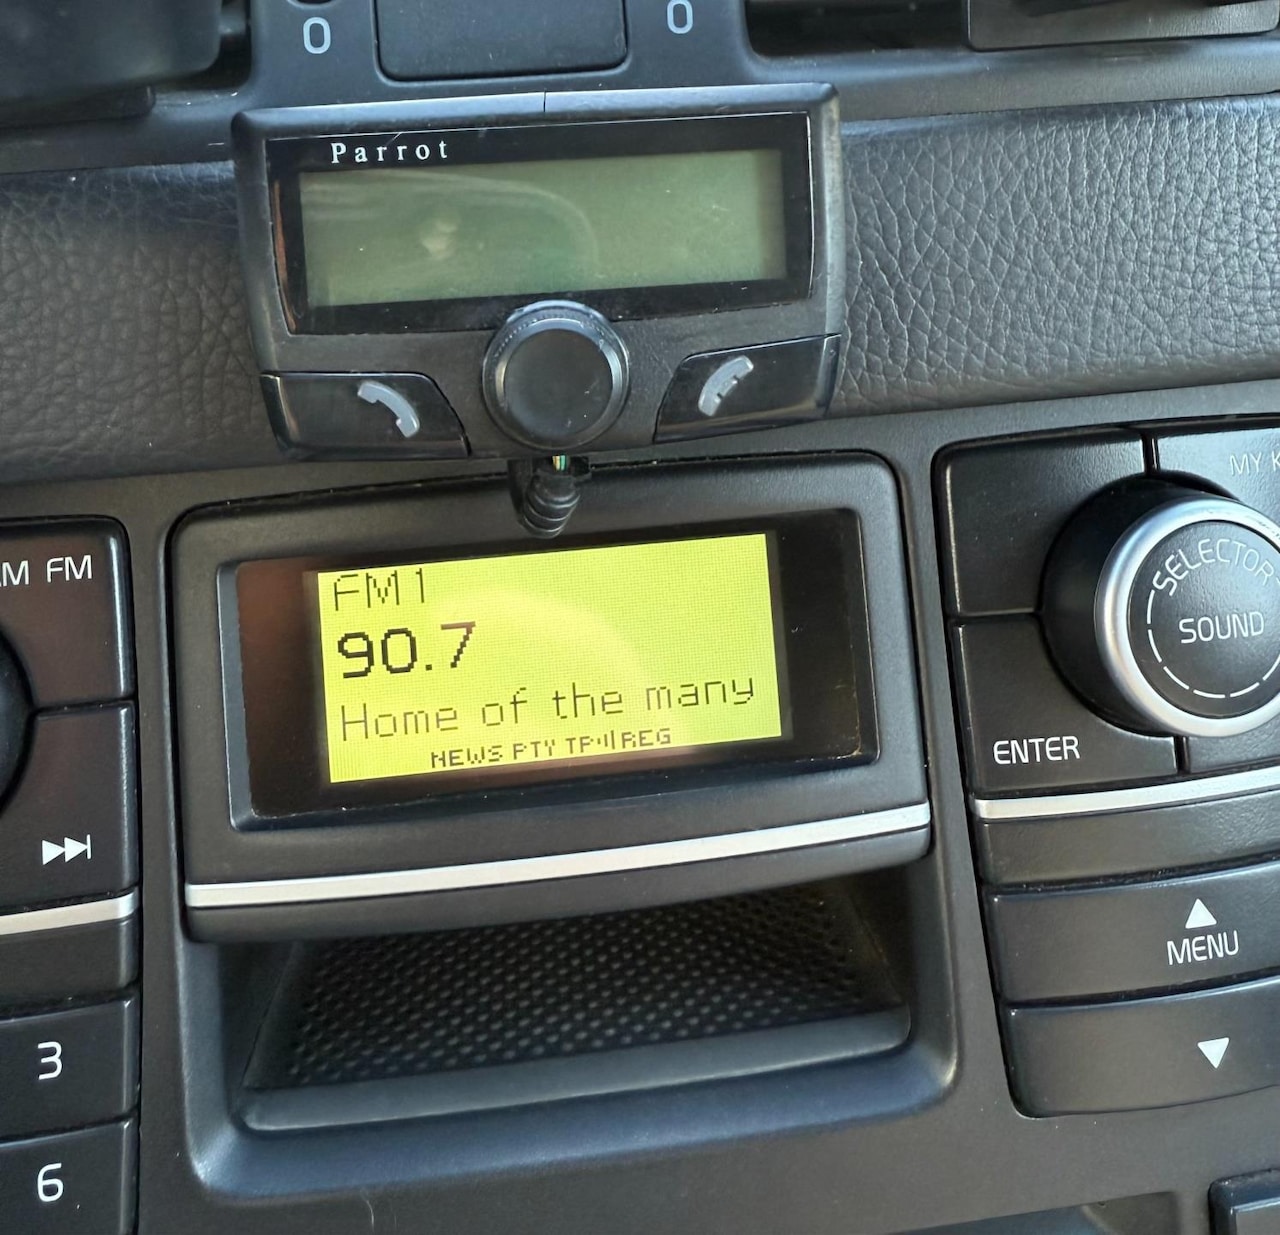 0
0
Parrot
FM
FM1
90.7
Home of the many
NEWS PTY TP REG
MY K
SELECTOR
SOUND
ENTER
MENU
3
6